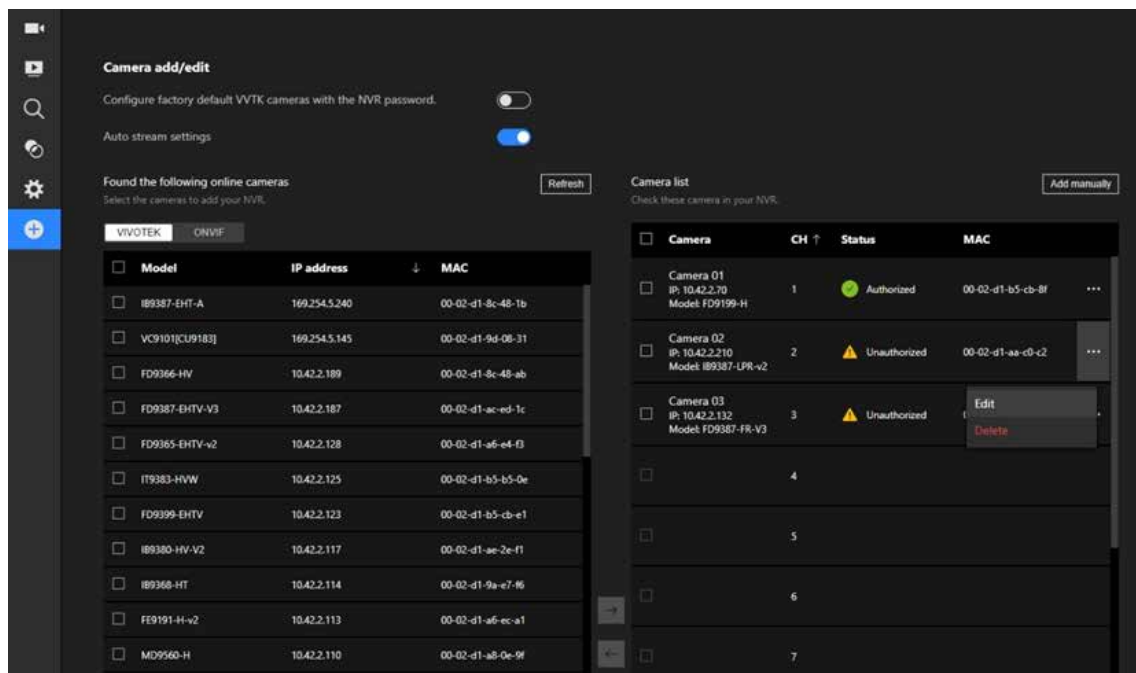 Camera add/edit
Configure factory default VVTK cameras with the NVR password.
Auto stream settings
Found the following online cameras
Refresh
Select the cameras to add your NVR.
VIVOTEK ONVIF
Model IP address ↓ MAC
IB9387-EHT-A 169.254.5.240 00-02-d1-8c-48-1b
VC9101[CU9183] 169.254.5.145 00-02-d1-9d-08-31
FD9366-HV 10.42.2.189 00-02-d1-8c-48-ab
FD9387-EHTV-V3 10.42.2.187 00-02-d1-ac-ed-1c
FD9365-EHTV-v2 10.42.2.128 00-02-d1-a6-e4-f3
IT9383-HVW 10.42.2.125 00-02-d1-b5-b5-0e
FD9399-EHTV 10.42.2.123 00-02-d1-b5-cb-e1
IB9380-HV-V2 10.42.2.117 00-02-d1-ae-2e-f1
IB9368-HT 10.42.2.114 00-02-d1-9a-e7-f6
FE9191-H-v2 10.42.2.113 00-02-d1-a6-ec-a1
MD9560-H 10.42.2.110 00-02-d1-a8-0e-9f
Camera list
Add manually
Check these camera in your NVR.
Camera CH ↑ Status MAC
Camera 01
IP: 10.42.2.70
Model: FD9199-H
1 Authorized 00-02-d1-b5-cb-8f ...
Camera 02
IP: 10.42.2.210
Model: IB9387-LPR-v2
2 Unauthorized 00-02-d1-aa-c0-c2 ...
Camera 03
IP: 10.42.2.132
Model: FD9387-FR-V3
3 Unauthorized
Edit
Delete
4
5
6
7